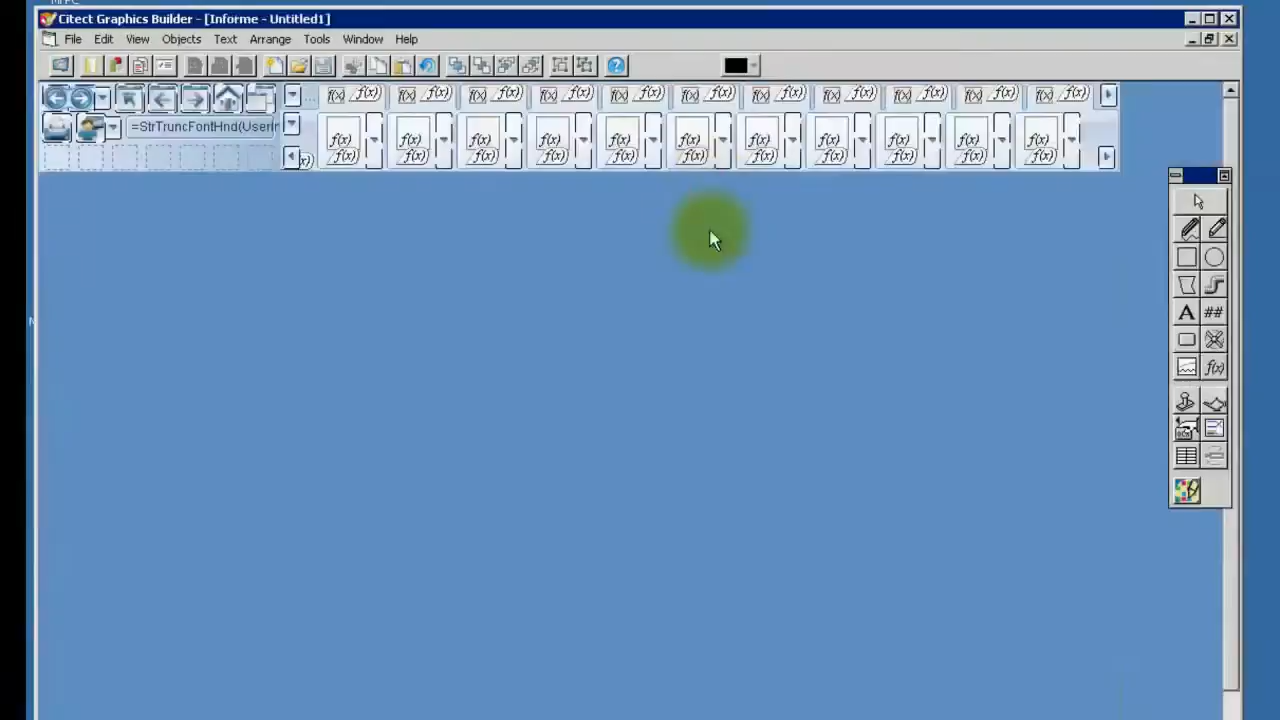 Citect Graphics Builder - [Informe - Untitled1]
File Edit View Objects Text Arrange Tools Window Help
f(x) f(x) f(x) f(x) f(x) f(x) f(x) f(x) f(x) f(x) f(x) f(x) f(x) f(x) f(x) f(x) f(x) f(x) f(x) f(x) f(x) f(x)
=StrTruncFontHnd(UserIn
f(x) f(x) f(x) f(x) f(x) f(x) f(x) f(x) f(x) f(x) f(x)
f(x) f(x) f(x) f(x) f(x) f(x) f(x) f(x) f(x) f(x) f(x)
A ##
f(x)